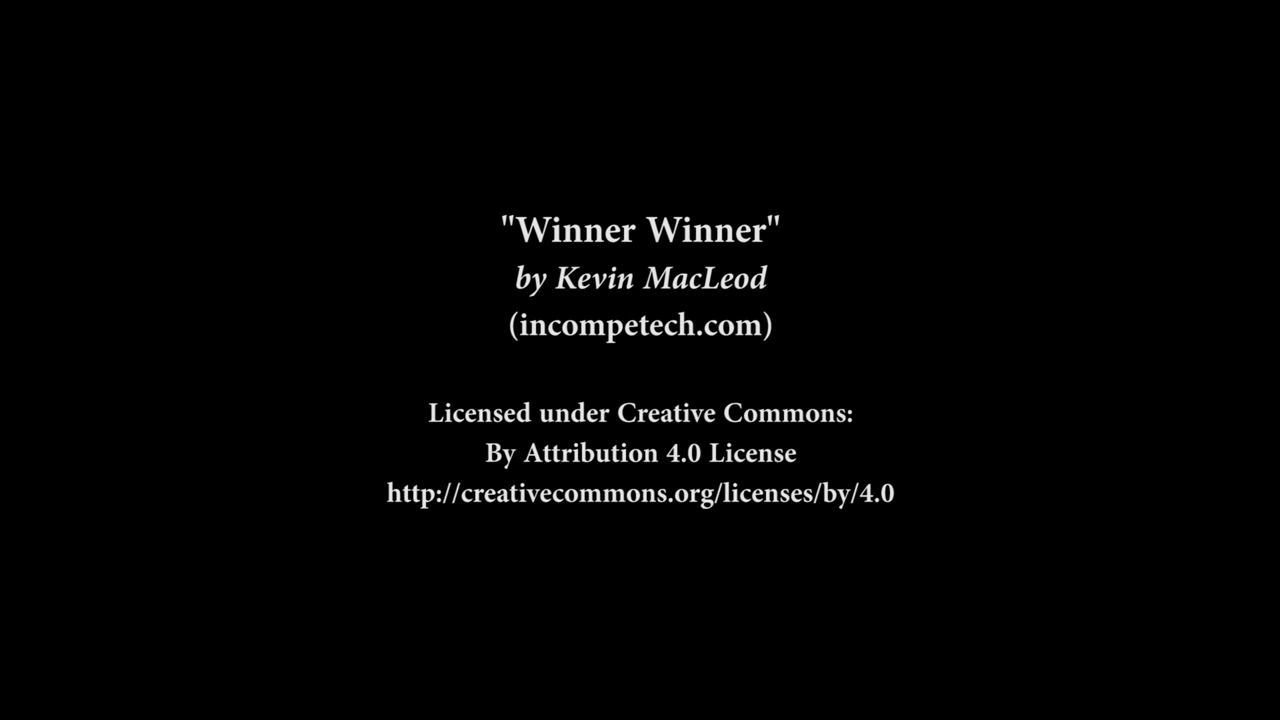 "Winner Winner"
by Kevin MacLeod
(incompetech.com)
Licensed under Creative Commons:
By Attribution 4.0 License
http://creativecommons.org/licenses/by/4.0